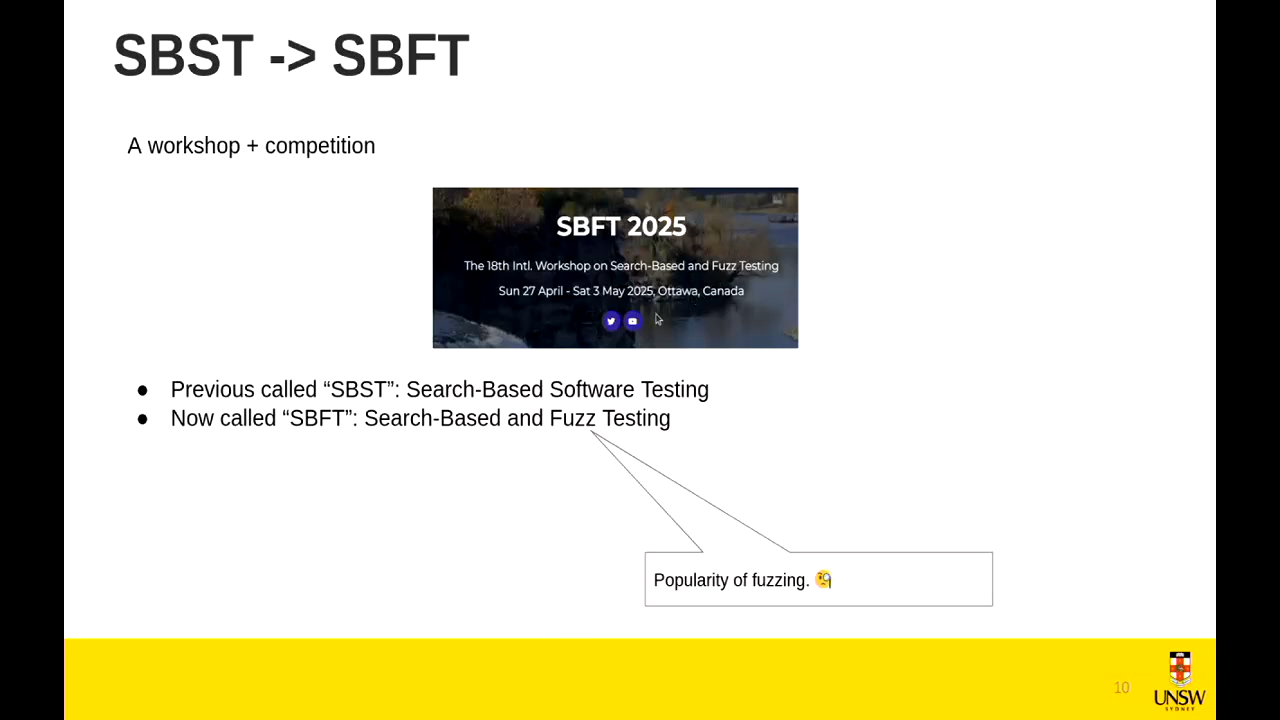 SBST -> SBFT
A workshop + competition
SBFT 2025
The 18th Intl. Workshop on Search-Based and Fuzz Testing
Sun 27 April - Sat 3 May 2025, Ottawa, Canada
● Previous called “SBST”: Search-Based Software Testing
● Now called “SBFT”: Search-Based and Fuzz Testing
Popularity of fuzzing. 🧐
10
UNSW
SYDNEY